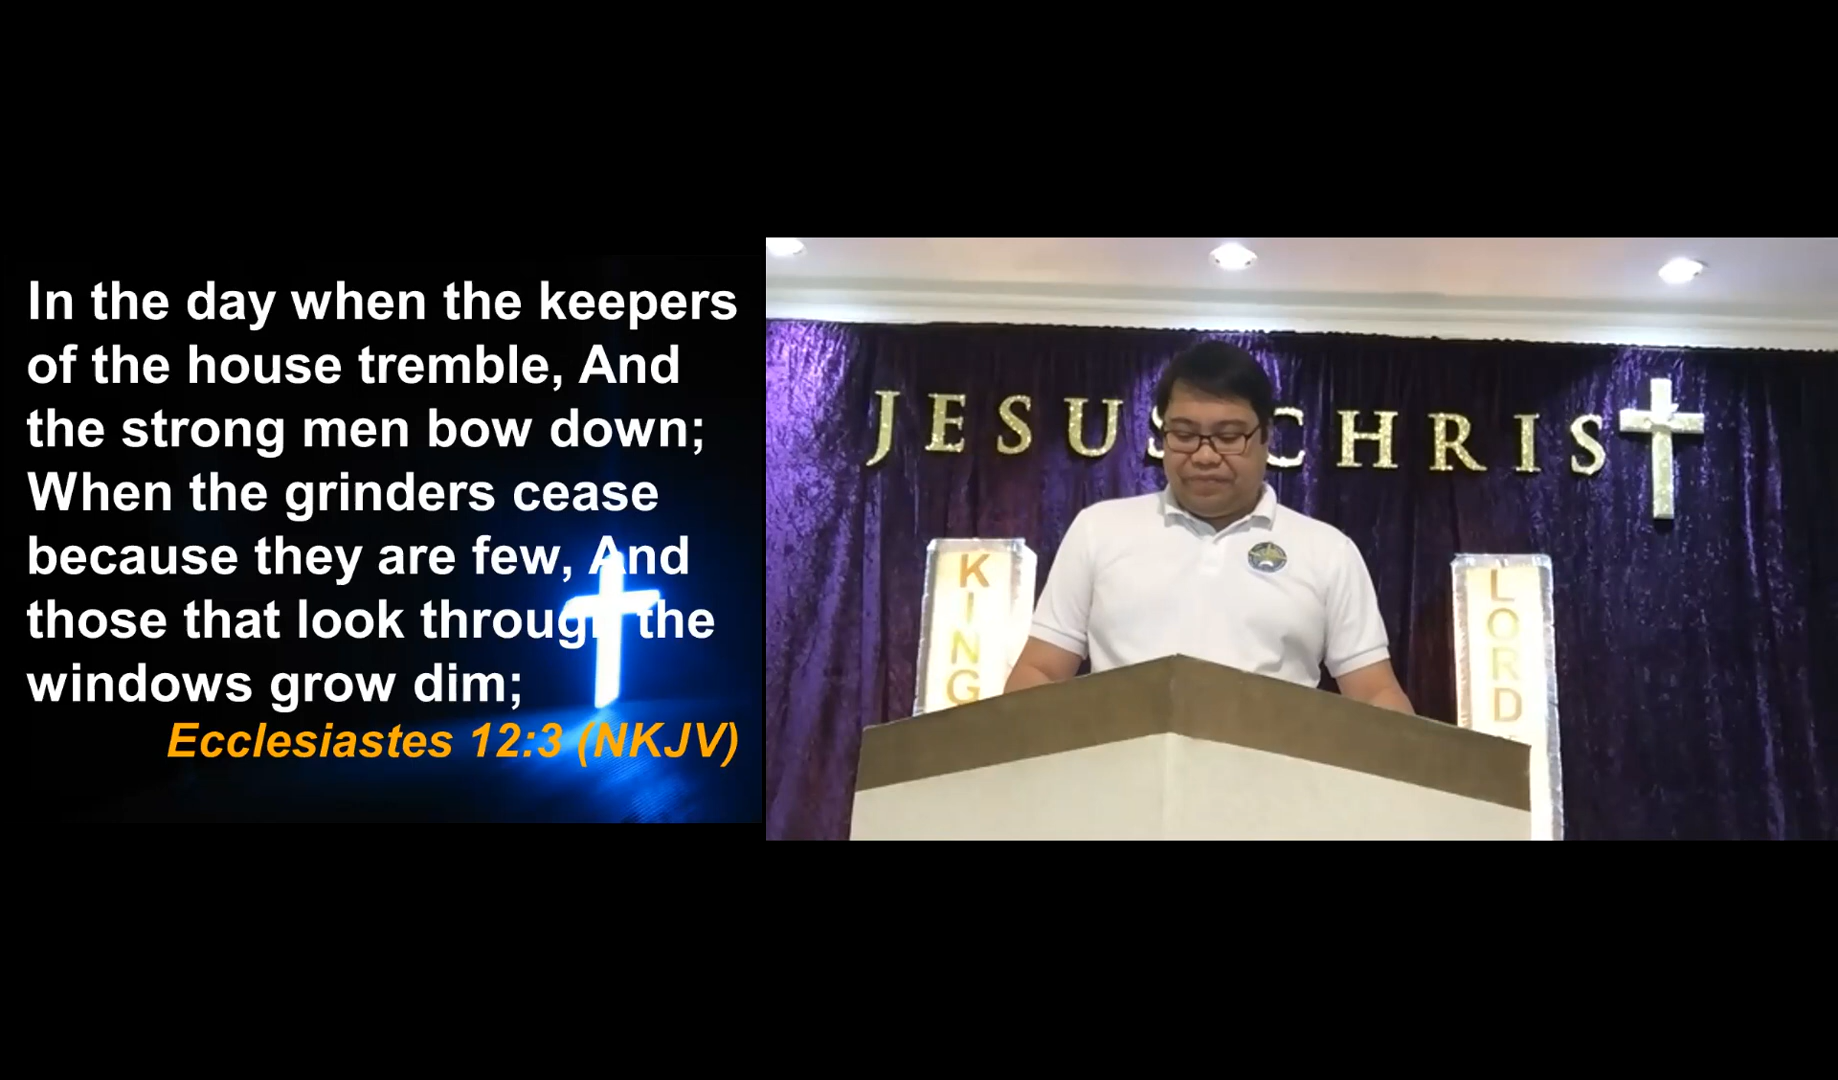 In the day when the keepers
of the house tremble, And
the strong men bow down;
When the grinders cease
because they are few, And
those that look through the
windows grow dim;
Ecclesiastes 12:3 (NKJV)
JESUS CHRIST
KING
LORD